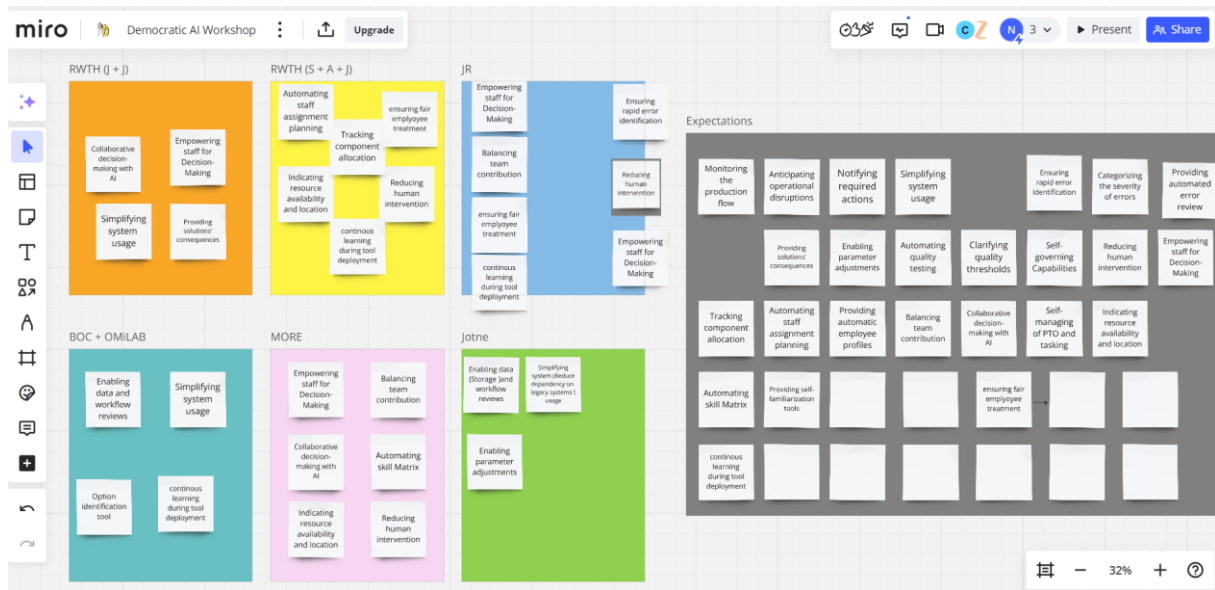 miro
Democratic AI Workshop
Upgrade
C
N
3
Present
Share
RWTH (J + J)
Collaborative
decision-
making with
AI
Empowering
staff for
Decision-
Making
Simplifying
system
usage
Providing
solutions'
consequences
RWTH (S + A + J)
Automating
staff
assignment
planning
ensuring fair
employee
treatment
Tracking
component
allocation
Indicating
resource
availability
and location
Reducing
human
intervention
continous
learning
during tool
deployment
JR
Empowering
staff for
Decision-
Making
Ensuring
rapid error
identification
Balancing
team
contribution
Reducing
human
intervention
ensuring fair
employee
treatment
Empowering
staff for
Decision-
Making
continous
learning
during tool
deployment
BOC + OMiLAB
Enabling
data and
workflow
reviews
Simplifying
system
usage
Option
identification
tool
continous
learning
during tool
deployment
MORE
Empowering
staff for
Decision-
Making
Balancing
team
contribution
Collaborative
decision-
making with
AI
Automating
skill Matrix
Indicating
resource
availability
and location
Reducing
human
intervention
Jotne
Enabling data
(Storage )and
workflow
reviews
Simplifying
system (Reduce
dependency on
legacy systems )
usage
Enabling
parameter
adjustments
Expectations
Monitoring
the
production
flow
Anticipating
operational
disruptions
Notifying
required
actions
Simplifying
system
usage
Ensuring
rapid error
identification
Categorizing
the severity
of errors
Providing
automated
error
review
Providing
solutions'
consequences
Enabling
parameter
adjustments
Automating
quality
testing
Clarifying
quality
thresholds
Self-
governing
Capabilities
Reducing
human
intervention
Empowering
staff for
Decision-
Making
Tracking
component
allocation
Automating
staff
assignment
planning
Providing
automatic
employee
profiles
Balancing
team
contribution
Collaborative
decision-
making with
AI
Self-
managing
of PTO and
tasking
Indicating
resource
availability
and location
Automating
skill Matrix
Providing self-
familiarization
tools
ensuring fair
employee
treatment
continous
learning
during tool
deployment
32%